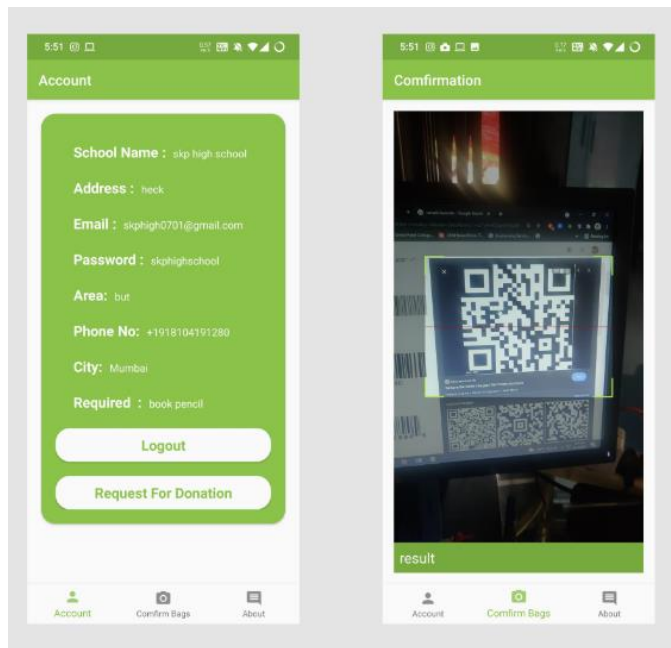 5:51
Account
School Name : skp high school
Address : heck
Email : skphigh0701@gmail.com
Password : skphighschool
Area: but
Phone No: +1918104191280
City: Mumbai
Required : book pencil
Logout
Request For Donation
Account
Comfirm Bags
About
5:51
Comfirmation
result
Account
Comfirm Bags
About